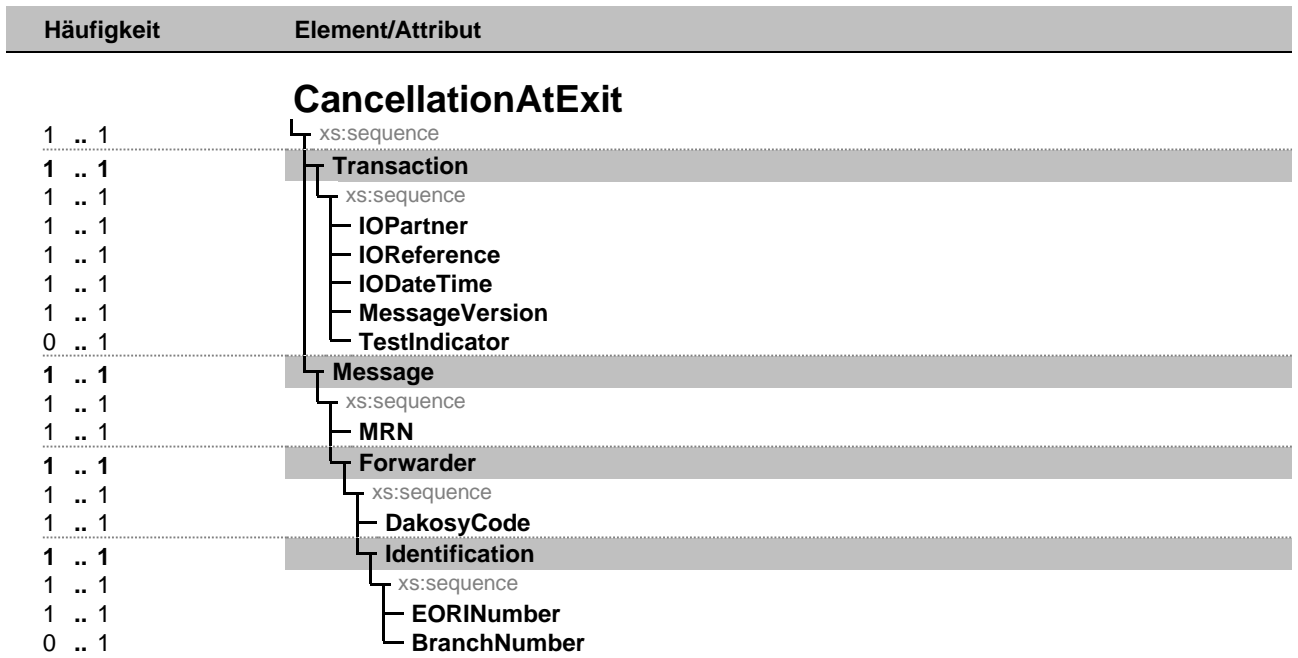 Häufigkeit Element/Attribut
CancellationAtExit
1 .. 1 xs:sequence
1 .. 1 Transaction
1 .. 1 xs:sequence
1 .. 1 IOPartner
1 .. 1 IOReference
1 .. 1 IODateTime
1 .. 1 MessageVersion
0 .. 1 TestIndicator
1 .. 1 Message
1 .. 1 xs:sequence
1 .. 1 MRN
1 .. 1 Forwarder
1 .. 1 xs:sequence
1 .. 1 DakosyCode
1 .. 1 Identification
1 .. 1 xs:sequence
1 .. 1 EORINumber
0 .. 1 BranchNumber